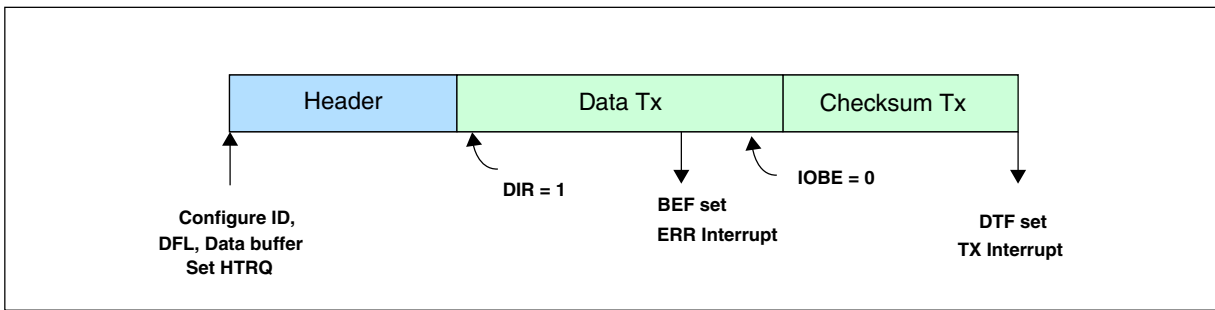 Header
Data Tx
Checksum Tx
DIR = 1
IOBE = 0
Configure ID,
DFL, Data buffer
Set HTRQ
BEF set
ERR Interrupt
DTF set
TX Interrupt